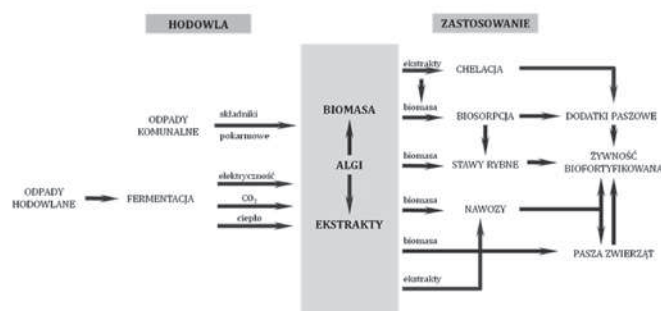 HODOWLA
ZASTOSOWANIE
ODPADY
KOMUNALNE
składniki
pokarmowe
ODPADY
HODOWLANE
FERMENTACJA
elektryczność
CO₂
ciepło
BIOMASA
ALGI
EKSTRAKTY
ekstrakty
CHELACJA
biomasa
BIOSORPCJA
DODATKI PASZOWE
biomasa
STAWY RYBNE
ŻYWNOŚĆ
BIOFORTYFIKOWANA
biomasa
NAWOZY
biomasa
PASZA ZWIERZĄT
ekstrakty